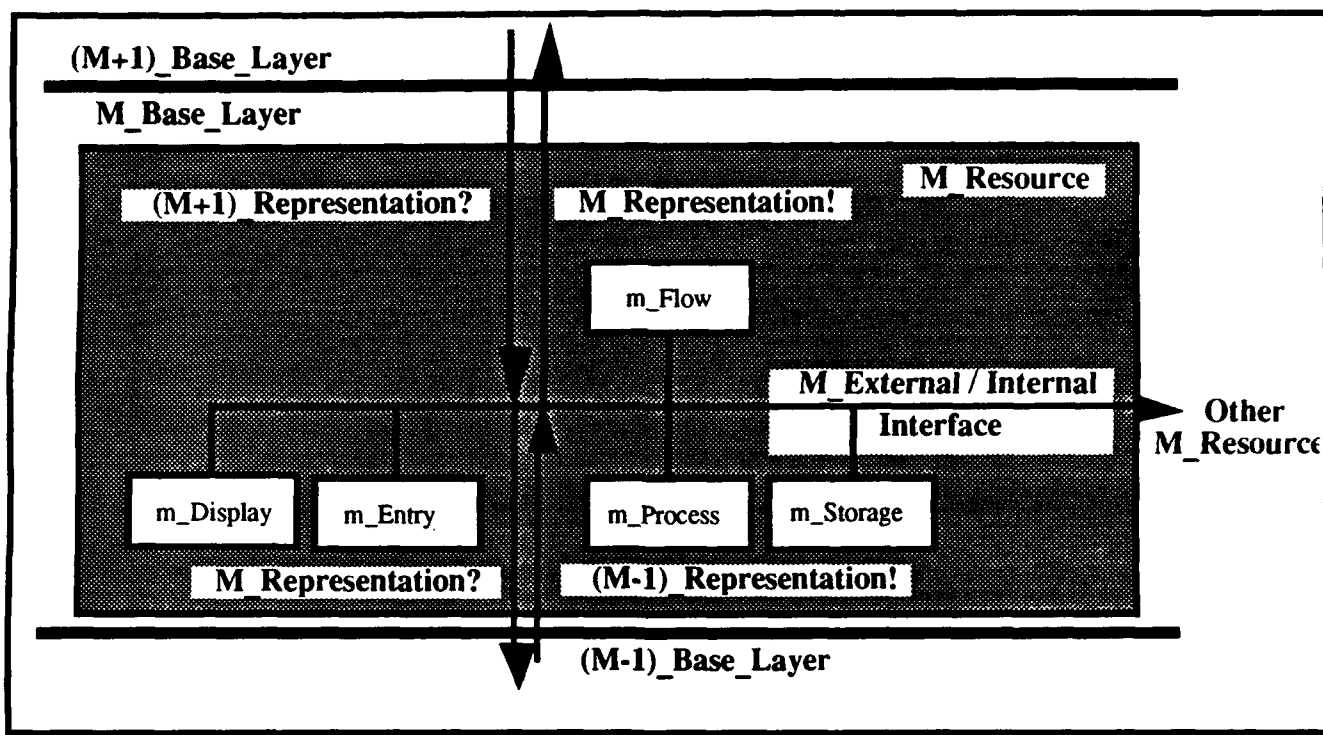 (M+1)_Base_Layer
M_Base_Layer
M_Resource
(M+1)_Representation?
M_Representation!
m_Flow
M_External / Internal
Interface
Other
M_Resource
m_Display
m_Entry
m_Process
m_Storage
M_Representation?
(M-1)_Representation!
(M-1)_Base_Layer